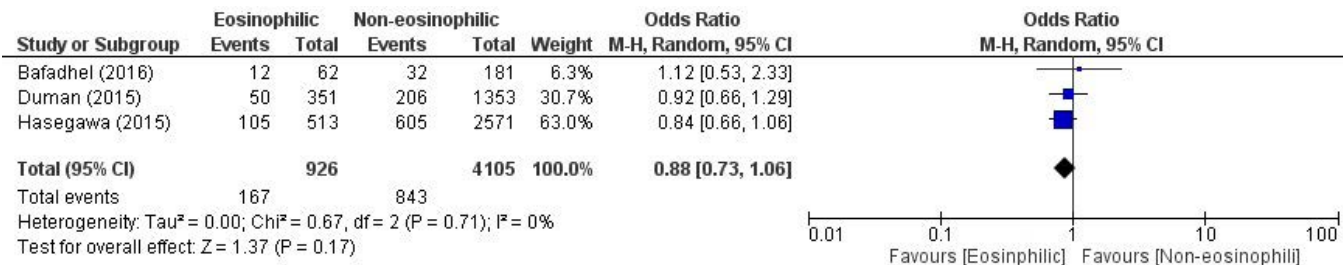 Eosinophilic Non-eosinophilic Odds Ratio Odds Ratio
Study or Subgroup Events Total Events Total Weight M-H, Random, 95% CI M-H, Random, 95% CI
Bafadhel (2016) 12 62 32 181 6.3% 1.12 [0.53, 2.33]
Duman (2015) 50 351 206 1353 30.7% 0.92 [0.66, 1.29]
Hasegawa (2015) 105 513 605 2571 63.0% 0.84 [0.66, 1.06]
Total (95% CI) 926 4105 100.0% 0.88 [0.73, 1.06]
Total events 167 843
Heterogeneity: Tau² = 0.00; Chi² = 0.67, df = 2 (P = 0.71); I² = 0%
Test for overall effect: Z = 1.37 (P = 0.17)
0.01 0.1 1 10 100
Favours [Eosinphilic] Favours [Non-eosinophili]